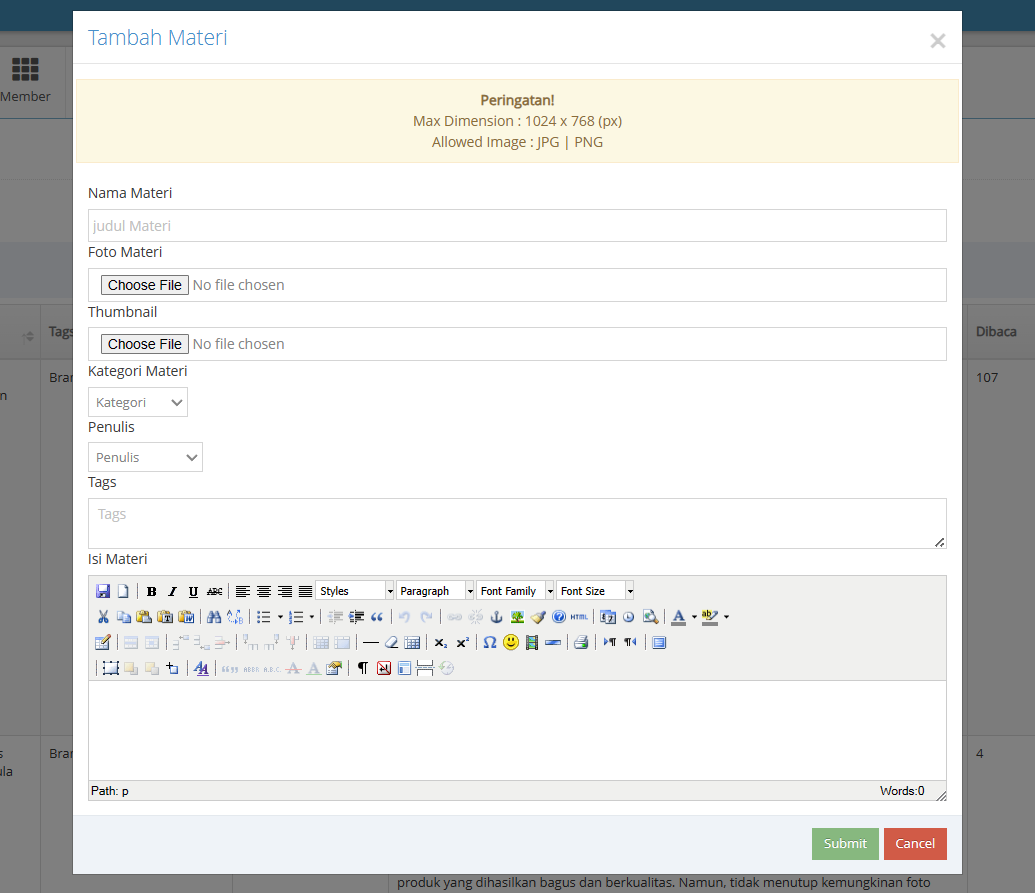 Tambah Materi
×
Member
Peringatan!
Max Dimension : 1024 x 768 (px)
Allowed Image : JPG | PNG
Nama Materi
judul Materi
Foto Materi
Choose File No file chosen
Thumbnail
Choose File No file chosen
Tags
Dibaca
Kategori Materi
107
Kategori
Penulis
Penulis
Tags
Tags
Isi Materi
B I U ABC Styles Paragraph Font Family Font Size
HTML A ab
Path: p Words:0
4
Submit Cancel
produk yang dihasilkan bagus dan berkualitas. Namun, tidak menutup kemungkinan foto